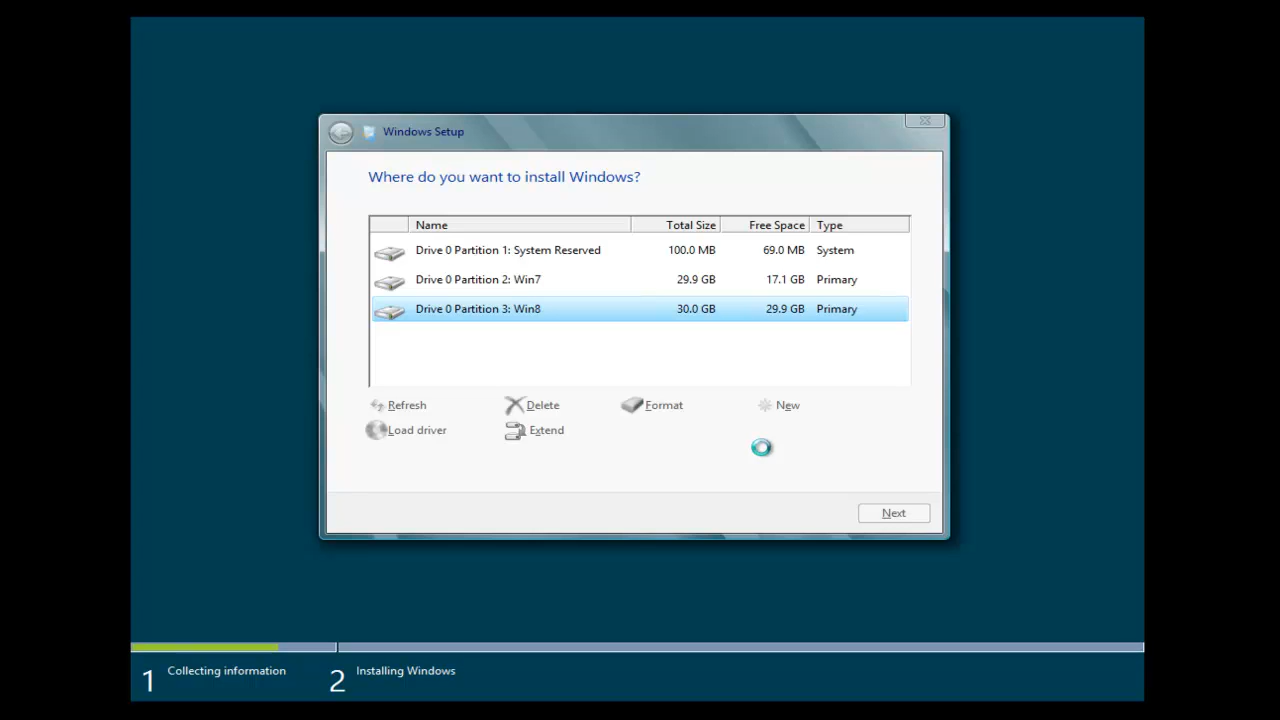 Windows Setup
Where do you want to install Windows?
Name Total Size Free Space Type
Drive 0 Partition 1: System Reserved 100.0 MB 69.0 MB System
Drive 0 Partition 2: Win7 29.9 GB 17.1 GB Primary
Drive 0 Partition 3: Win8 30.0 GB 29.9 GB Primary
Refresh Delete Format New
Load driver Extend
Next
1 Collecting information 2 Installing Windows